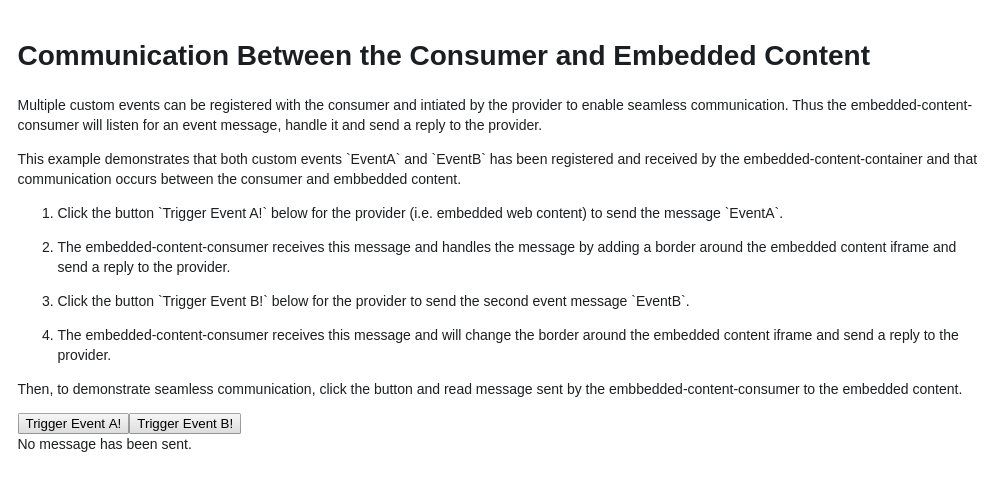 Communication Between the Consumer and Embedded Content
Multiple custom events can be registered with the consumer and intiated by the provider to enable seamless communication. Thus the embedded-content-
consumer will listen for an event message, handle it and send a reply to the provider.
This example demonstrates that both custom events `EventA` and `EventB` has been registered and received by the embedded-content-container and that
communication occurs between the consumer and embbedded content.
1. Click the button `Trigger Event A!` below for the provider (i.e. embedded web content) to send the message `EventA`.
2. The embedded-content-consumer receives this message and handles the message by adding a border around the embedded content iframe and
send a reply to the provider.
3. Click the button `Trigger Event B!` below for the provider to send the second event message `EventB`.
4. The embedded-content-consumer receives this message and will change the border around the embedded content iframe and send a reply to the
provider.
Then, to demonstrate seamless communication, click the button and read message sent by the embbedded-content-consumer to the embedded content.
Trigger Event A! Trigger Event B!
No message has been sent.